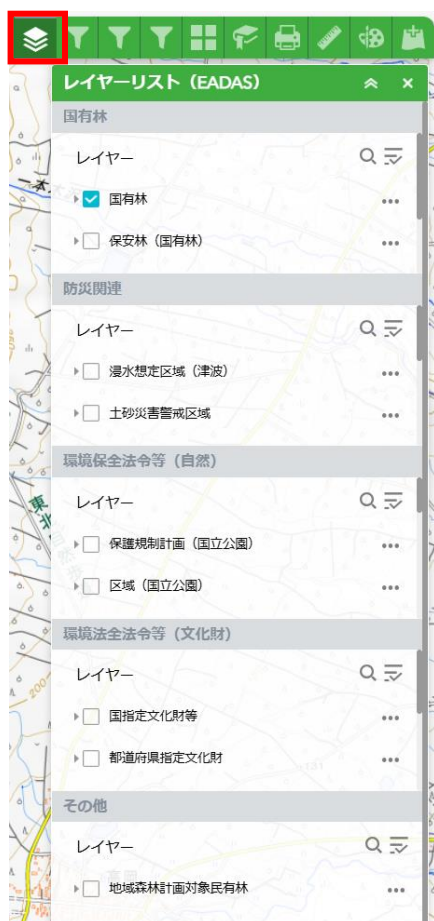 レイヤーリスト（EADAS）
国有林
レイヤー
国有林
保安林（国有林）
防災関連
レイヤー
浸水想定区域（津波）
土砂災害警戒区域
環境保全法令等（自然）
レイヤー
保護規制計画（国立公園）
区域（国立公園）
環境法全法令等（文化財）
レイヤー
国指定文化財等
都道府県指定文化財
その他
レイヤー
地域森林計画対象民有林
東北
200